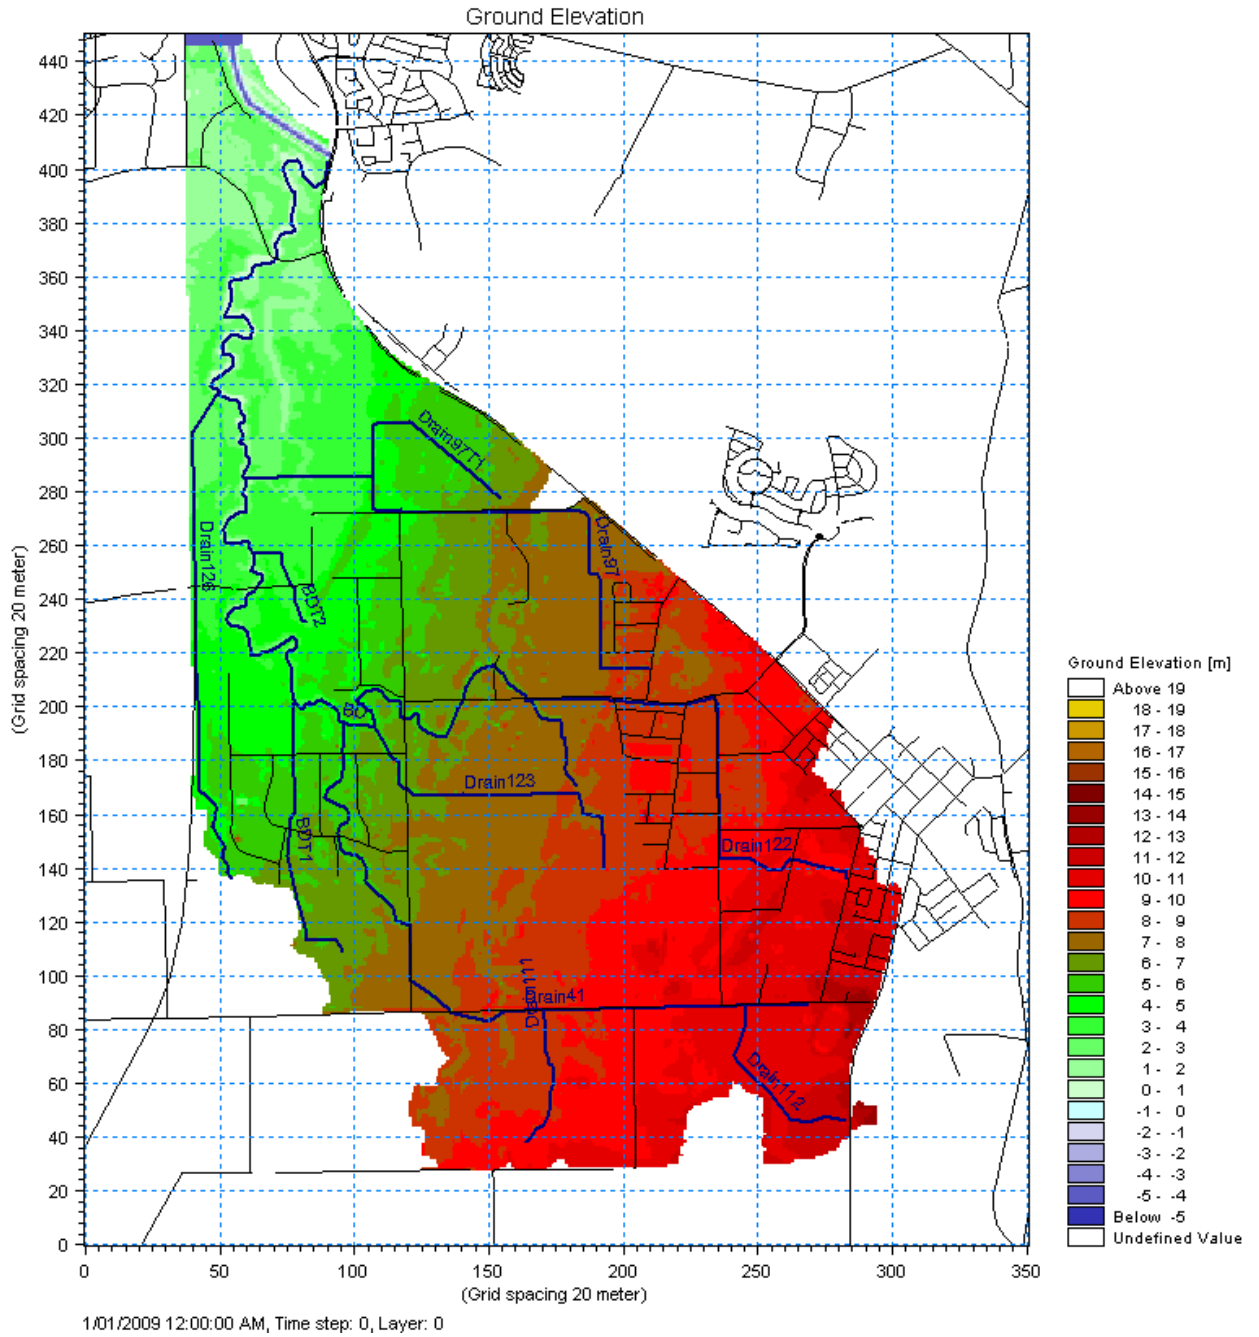 Ground Elevation
440
420
400
380
360
340
320
300
280
260
240
220
200
180
160
140
120
100
80
60
40
20
0
(Grid spacing 20 meter)
Drain97T1
Drain97
Drain126
BDT2
BD
Drain123
BDT1
Drain122
Drain111
Drain41
Drain112
0 50 100 150 200 250 300 350
(Grid spacing 20 meter)
1/01/2009 12:00:00 AM, Time step: 0, Layer: 0
Ground Elevation [m]
Above 19
18 - 19
17 - 18
16 - 17
15 - 16
14 - 15
13 - 14
12 - 13
11 - 12
10 - 11
9 - 10
8 - 9
7 - 8
6 - 7
5 - 6
4 - 5
3 - 4
2 - 3
1 - 2
0 - 1
-1 - 0
-2 - -1
-3 - -2
-4 - -3
-5 - -4
Below -5
Undefined Value